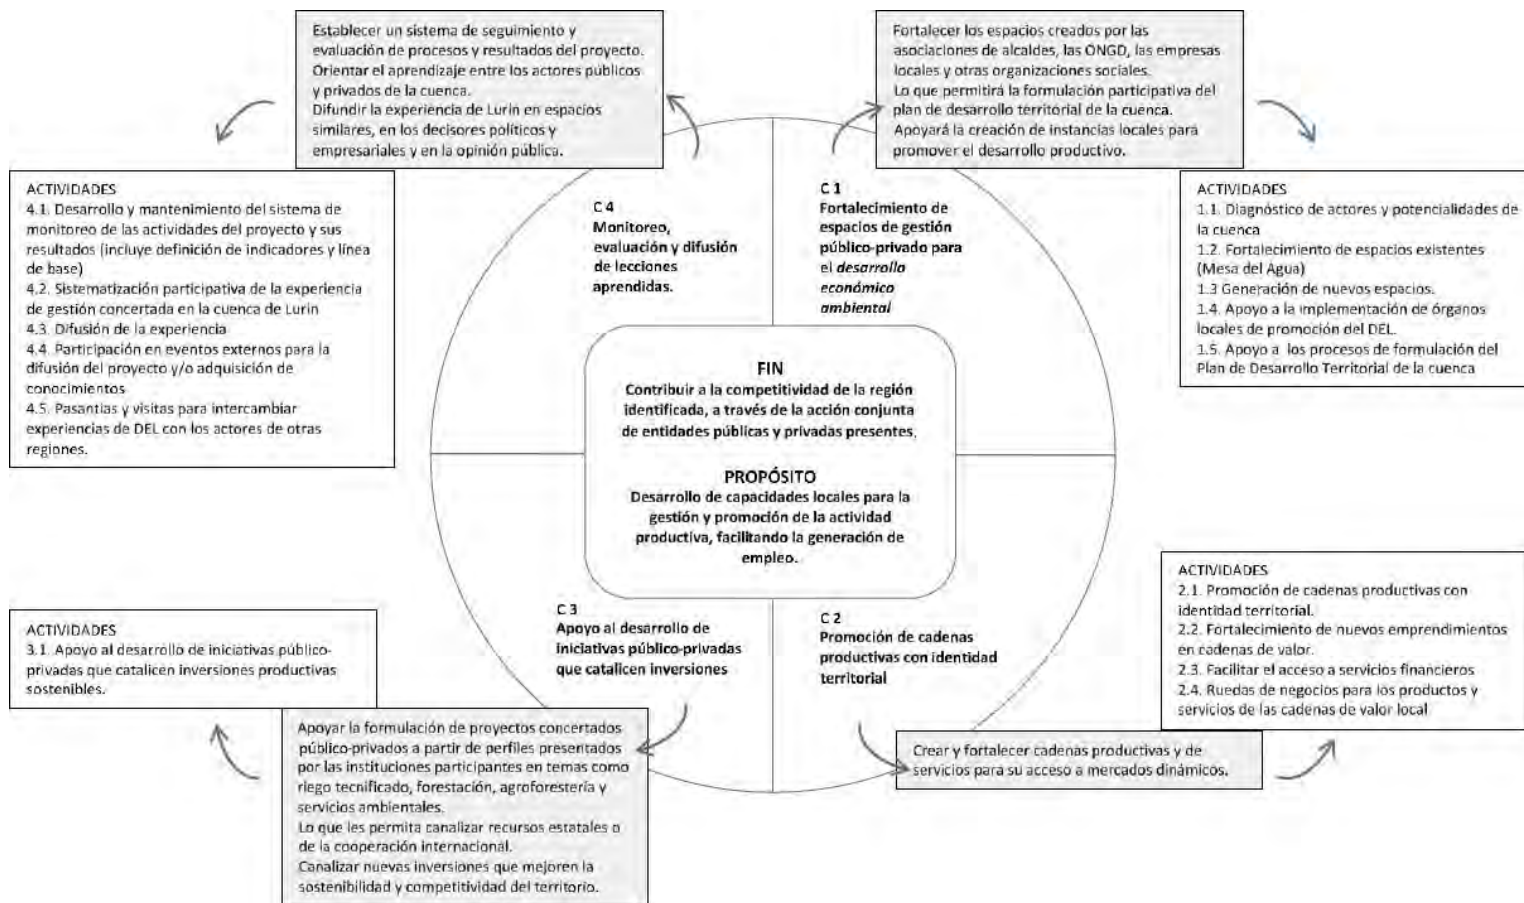 Establecer un sistema de seguimiento y
evaluación de procesos y resultados del proyecto.
Orientar el aprendizaje entre los actores públicos
y privados de la cuenca.
Difundir la experiencia de Lurin en espacios
similares, en los decisores políticos y
empresariales y en la opinión pública.
Fortalecer los espacios creados por las
asociaciones de alcaldes, las ONGD, las empresas
locales y otras organizaciones sociales.
Lo que permitirá la formulación participativa del
plan de desarrollo territorial de la cuenca.
Apoyará la creación de instancias locales para
promover el desarrollo productivo.
ACTIVIDADES
4.1. Desarrollo y mantenimiento del sistema de
monitoreo de las actividades del proyecto y sus
resultados (incluye definición de indicadores y línea
de base)
4.2. Sistematización participativa de la experiencia
de gestión concertada en la cuenca de Lurin
4.3. Difusión de la experiencia
4.4. Participación en eventos externos para la
difusión del proyecto y/o adquisición de
conocimientos
4.5. Pasantías y visitas para intercambiar
experiencias de DEL con los actores de otras
regiones.
C 4
Monitoreo,
evaluación y difusión
de lecciones
aprendidas.
C 1
Fortalecimiento de
espacios de gestión
público-privado para
el desarrollo
económico
ambiental
ACTIVIDADES
1.1. Diagnóstico de actores y potencialidades de
la cuenca
1.2. Fortalecimiento de espacios existentes
(Mesa del Agua)
1.3 Generación de nuevos espacios.
1.4. Apoyo a la implementación de órganos
locales de promoción del DEL.
1.5. Apoyo a los procesos de formulación del
Plan de Desarrollo Territorial de la cuenca
FIN
Contribuir a la competitividad de la región
identificada, a través de la acción conjunta
de entidades públicas y privadas presentes.
PROPÓSITO
Desarrollo de capacidades locales para la
gestión y promoción de la actividad
productiva, facilitando la generación de
empleo.
ACTIVIDADES
3.1. Apoyo al desarrollo de iniciativas público-
privadas que catalicen inversiones productivas
sostenibles.
C 3
Apoyo al desarrollo de
iniciativas público-privadas
que catalicen inversiones
C 2
Promoción de cadenas
productivas con identidad
territorial
ACTIVIDADES
2.1. Promoción de cadenas productivas con
identidad territorial.
2.2. Fortalecimiento de nuevos emprendimientos
en cadenas de valor.
2.3. Facilitar el acceso a servicios financieros
2.4. Ruedas de negocios para los productos y
servicios de las cadenas de valor local
Apoyar la formulación de proyectos concertados
público-privados a partir de perfiles presentados
por las instituciones participantes en temas como
riego tecnificado, forestación, agroforestería y
servicios ambientales.
Lo que les permita canalizar recursos estatales o
de la cooperación internacional.
Canalizar nuevas inversiones que mejoren la
sostenibilidad y competitividad del territorio.
Crear y fortalecer cadenas productivas y de
servicios para su acceso a mercados dinámicos.